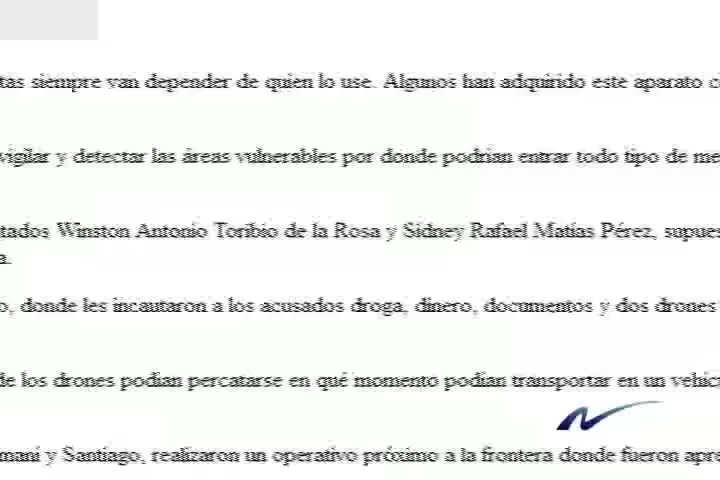 tas siempre van depender de quien lo use. Algunos han adquirido este aparato c
vigilar y detectar las áreas vulnerables por donde podrían entrar todo tipo de me
tados Winston Antonio Toribio de la Rosa y Sídney Rafael Matías Pérez, supues
a.
o, donde les incautaron a los acusados droga, dinero, documentos y dos drones
de los drones podían percatarse en qué momento podían transportar en un vehíc
maní y Santiago, realizaron un operativo próximo a la frontera donde fueron apre